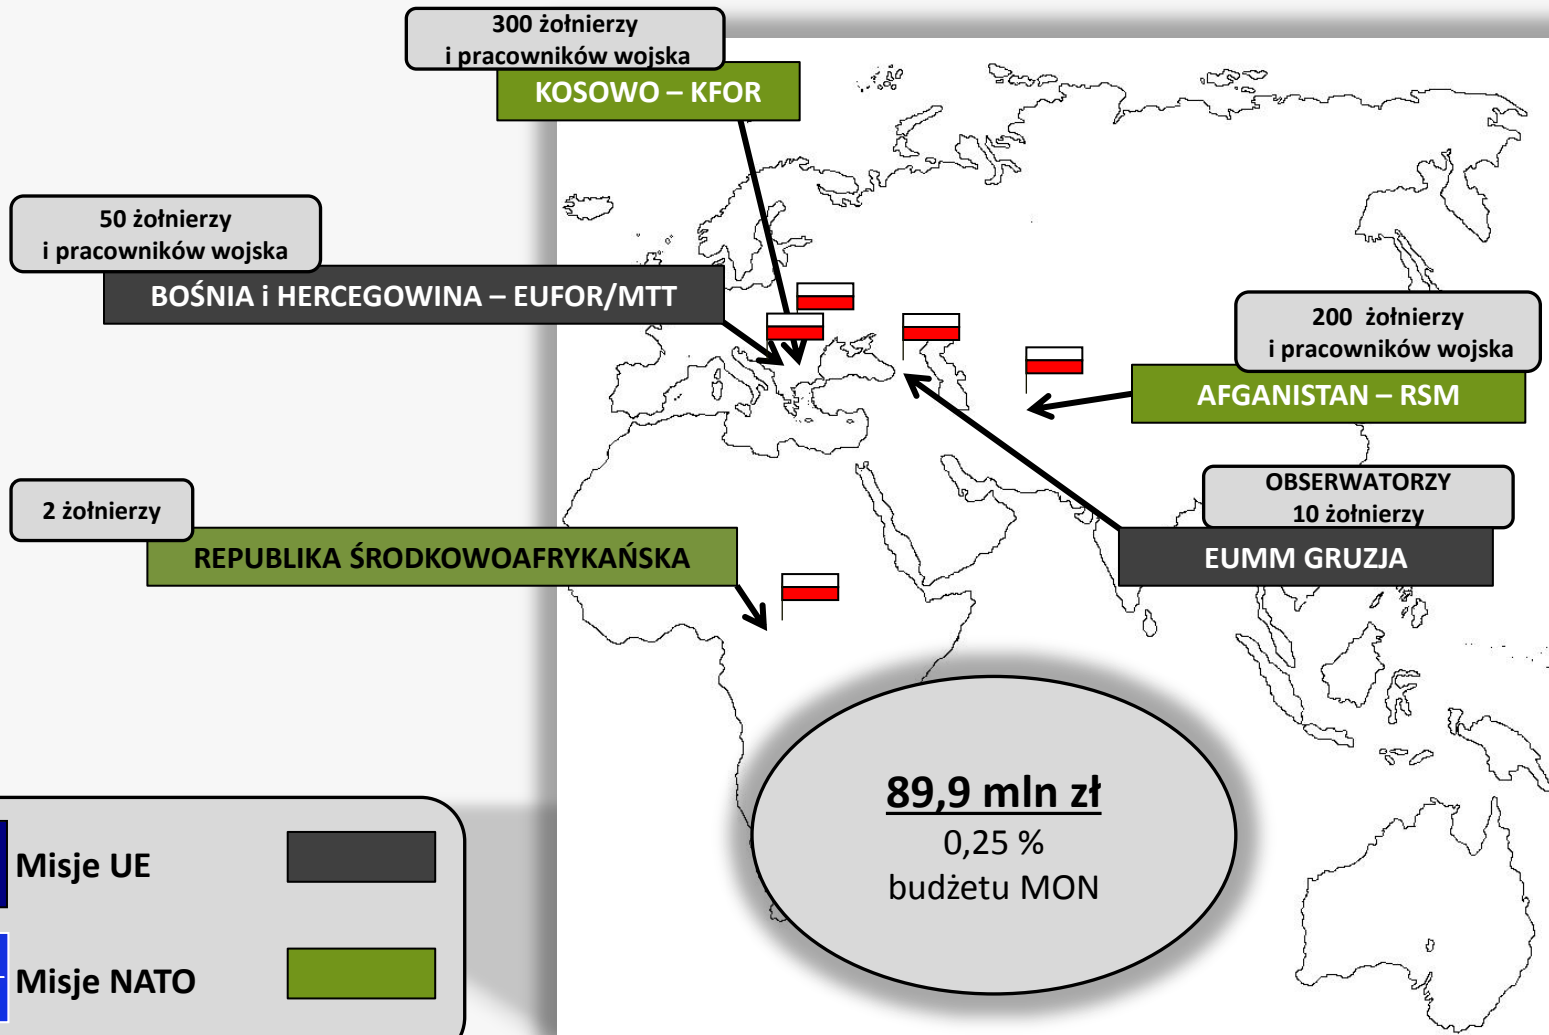 300 żołnierzy
i pracowników wojska
KOSOWO – KFOR
50 żołnierzy
i pracowników wojska
BOŚNIA i HERCEGOWINA – EUFOR/MTT
200 żołnierzy
i pracowników wojska
AFGANISTAN – RSM
OBSERWATORZY
10 żołnierzy
EUMM GRUZJA
2 żołnierzy
REPUBLIKA ŚRODKOWOAFRYKAŃSKA
89,9 mln zł
0,25 %
budżetu MON
Misje UE
Misje NATO